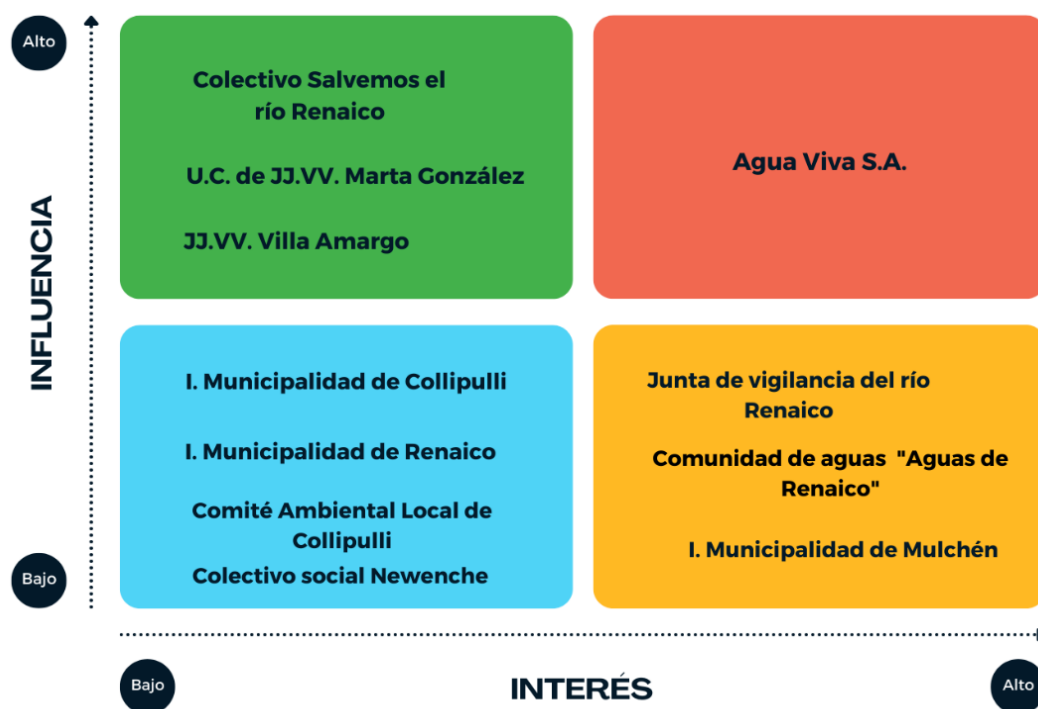 Alto
INFLUENCIA
Bajo
Colectivo Salvemos el
río Renaico
U.C. de JJ.VV. Marta González
JJ.VV. Villa Amargo
Agua Viva S.A.
I. Municipalidad de Collipulli
I. Municipalidad de Renaico
Comité Ambiental Local de
Collipulli
Colectivo social Newenche
Junta de vigilancia del río
Renaico
Comunidad de aguas "Aguas de
Renaico"
I. Municipalidad de Mulchén
Bajo
INTERÉS
Alto